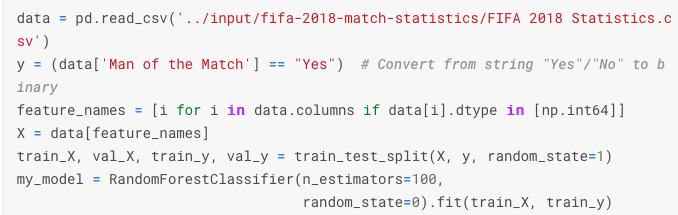 data = pd.read_csv('../input/fifa-2018-match-statistics/FIFA 2018 Statistics.c
sv')
y = (data['Man of the Match'] == "Yes")  # Convert from string "Yes"/"No" to b
inary
feature_names = [i for i in data.columns if data[i].dtype in [np.int64]]
X = data[feature_names]
train_X, val_X, train_y, val_y = train_test_split(X, y, random_state=1)
my_model = RandomForestClassifier(n_estimators=100,
                                  random_state=0).fit(train_X, train_y)